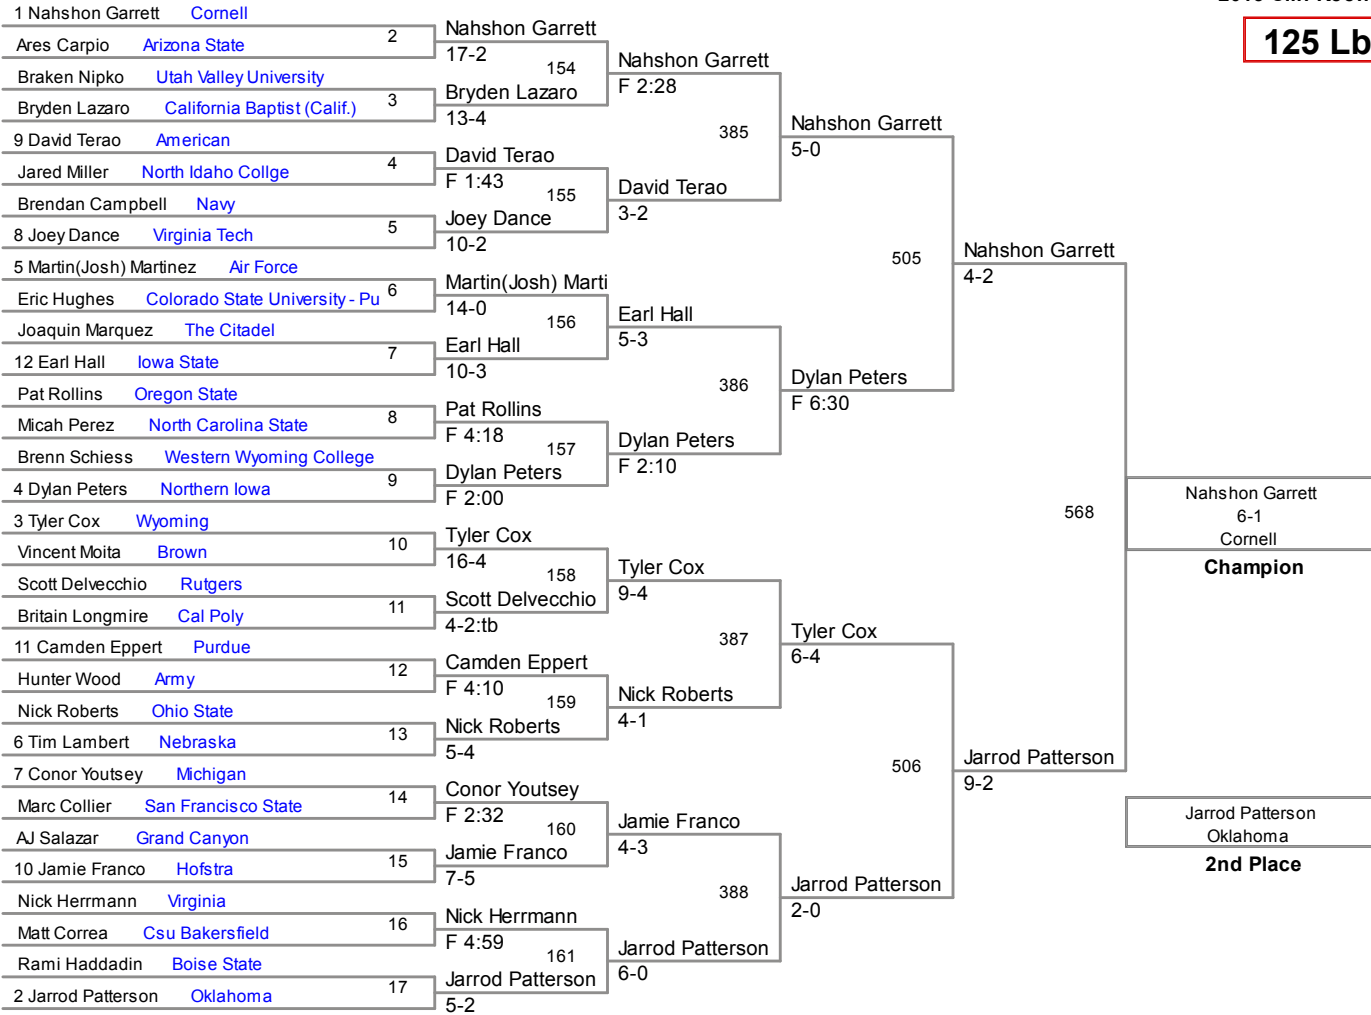 125 Lb
1 Nahshon Garrett Cornell
Ares Carpio Arizona State
Braken Nipko Utah Valley University
Bryden Lazaro California Baptist (Calif.)
9 David Terao American
Jared Miller North Idaho Collge
Brendan Campbell Navy
8 Joey Dance Virginia Tech
5 Martin(Josh) Martinez Air Force
Eric Hughes Colorado State University - Pu
Joaquin Marquez The Citadel
12 Earl Hall Iowa State
Pat Rollins Oregon State
Micah Perez North Carolina State
Brenn Schiess Western Wyoming College
4 Dylan Peters Northern Iowa
3 Tyler Cox Wyoming
Vincent Moita Brown
Scott Delvecchio Rutgers
Britain Longmire Cal Poly
11 Camden Eppert Purdue
Hunter Wood Army
Nick Roberts Ohio State
6 Tim Lambert Nebraska
7 Conor Youtsey Michigan
Marc Collier San Francisco State
AJ Salazar Grand Canyon
10 Jamie Franco Hofstra
Nick Herrmann Virginia
Matt Correa Csu Bakersfield
Rami Haddadin Boise State
2 Jarrod Patterson Oklahoma
2
3
4
5
6
7
8
9
10
11
12
13
14
15
16
17
Nahshon Garrett
17-2
Bryden Lazaro
13-4
David Terao
F 1:43
Joey Dance
10-2
Martin(Josh) Marti
14-0
Earl Hall
10-3
Pat Rollins
F 4:18
Dylan Peters
F 2:00
Tyler Cox
16-4
Scott Delvecchio
4-2:tb
Camden Eppert
F 4:10
Nick Roberts
5-4
Conor Youtsey
F 2:32
Jamie Franco
7-5
Nick Herrmann
F 4:59
Jarrod Patterson
5-2
154
155
156
157
158
159
160
161
Nahshon Garrett
F 2:28
David Terao
3-2
Earl Hall
5-3
Dylan Peters
F 2:10
Tyler Cox
9-4
Nick Roberts
4-1
Jamie Franco
4-3
Jarrod Patterson
6-0
385
386
387
388
Nahshon Garrett
5-0
Dylan Peters
F 6:30
Tyler Cox
6-4
Jarrod Patterson
2-0
505
506
Nahshon Garrett
4-2
Jarrod Patterson
9-2
568
Nahshon Garrett
6-1
Cornell
Champion
Jarrod Patterson
Oklahoma
2nd Place